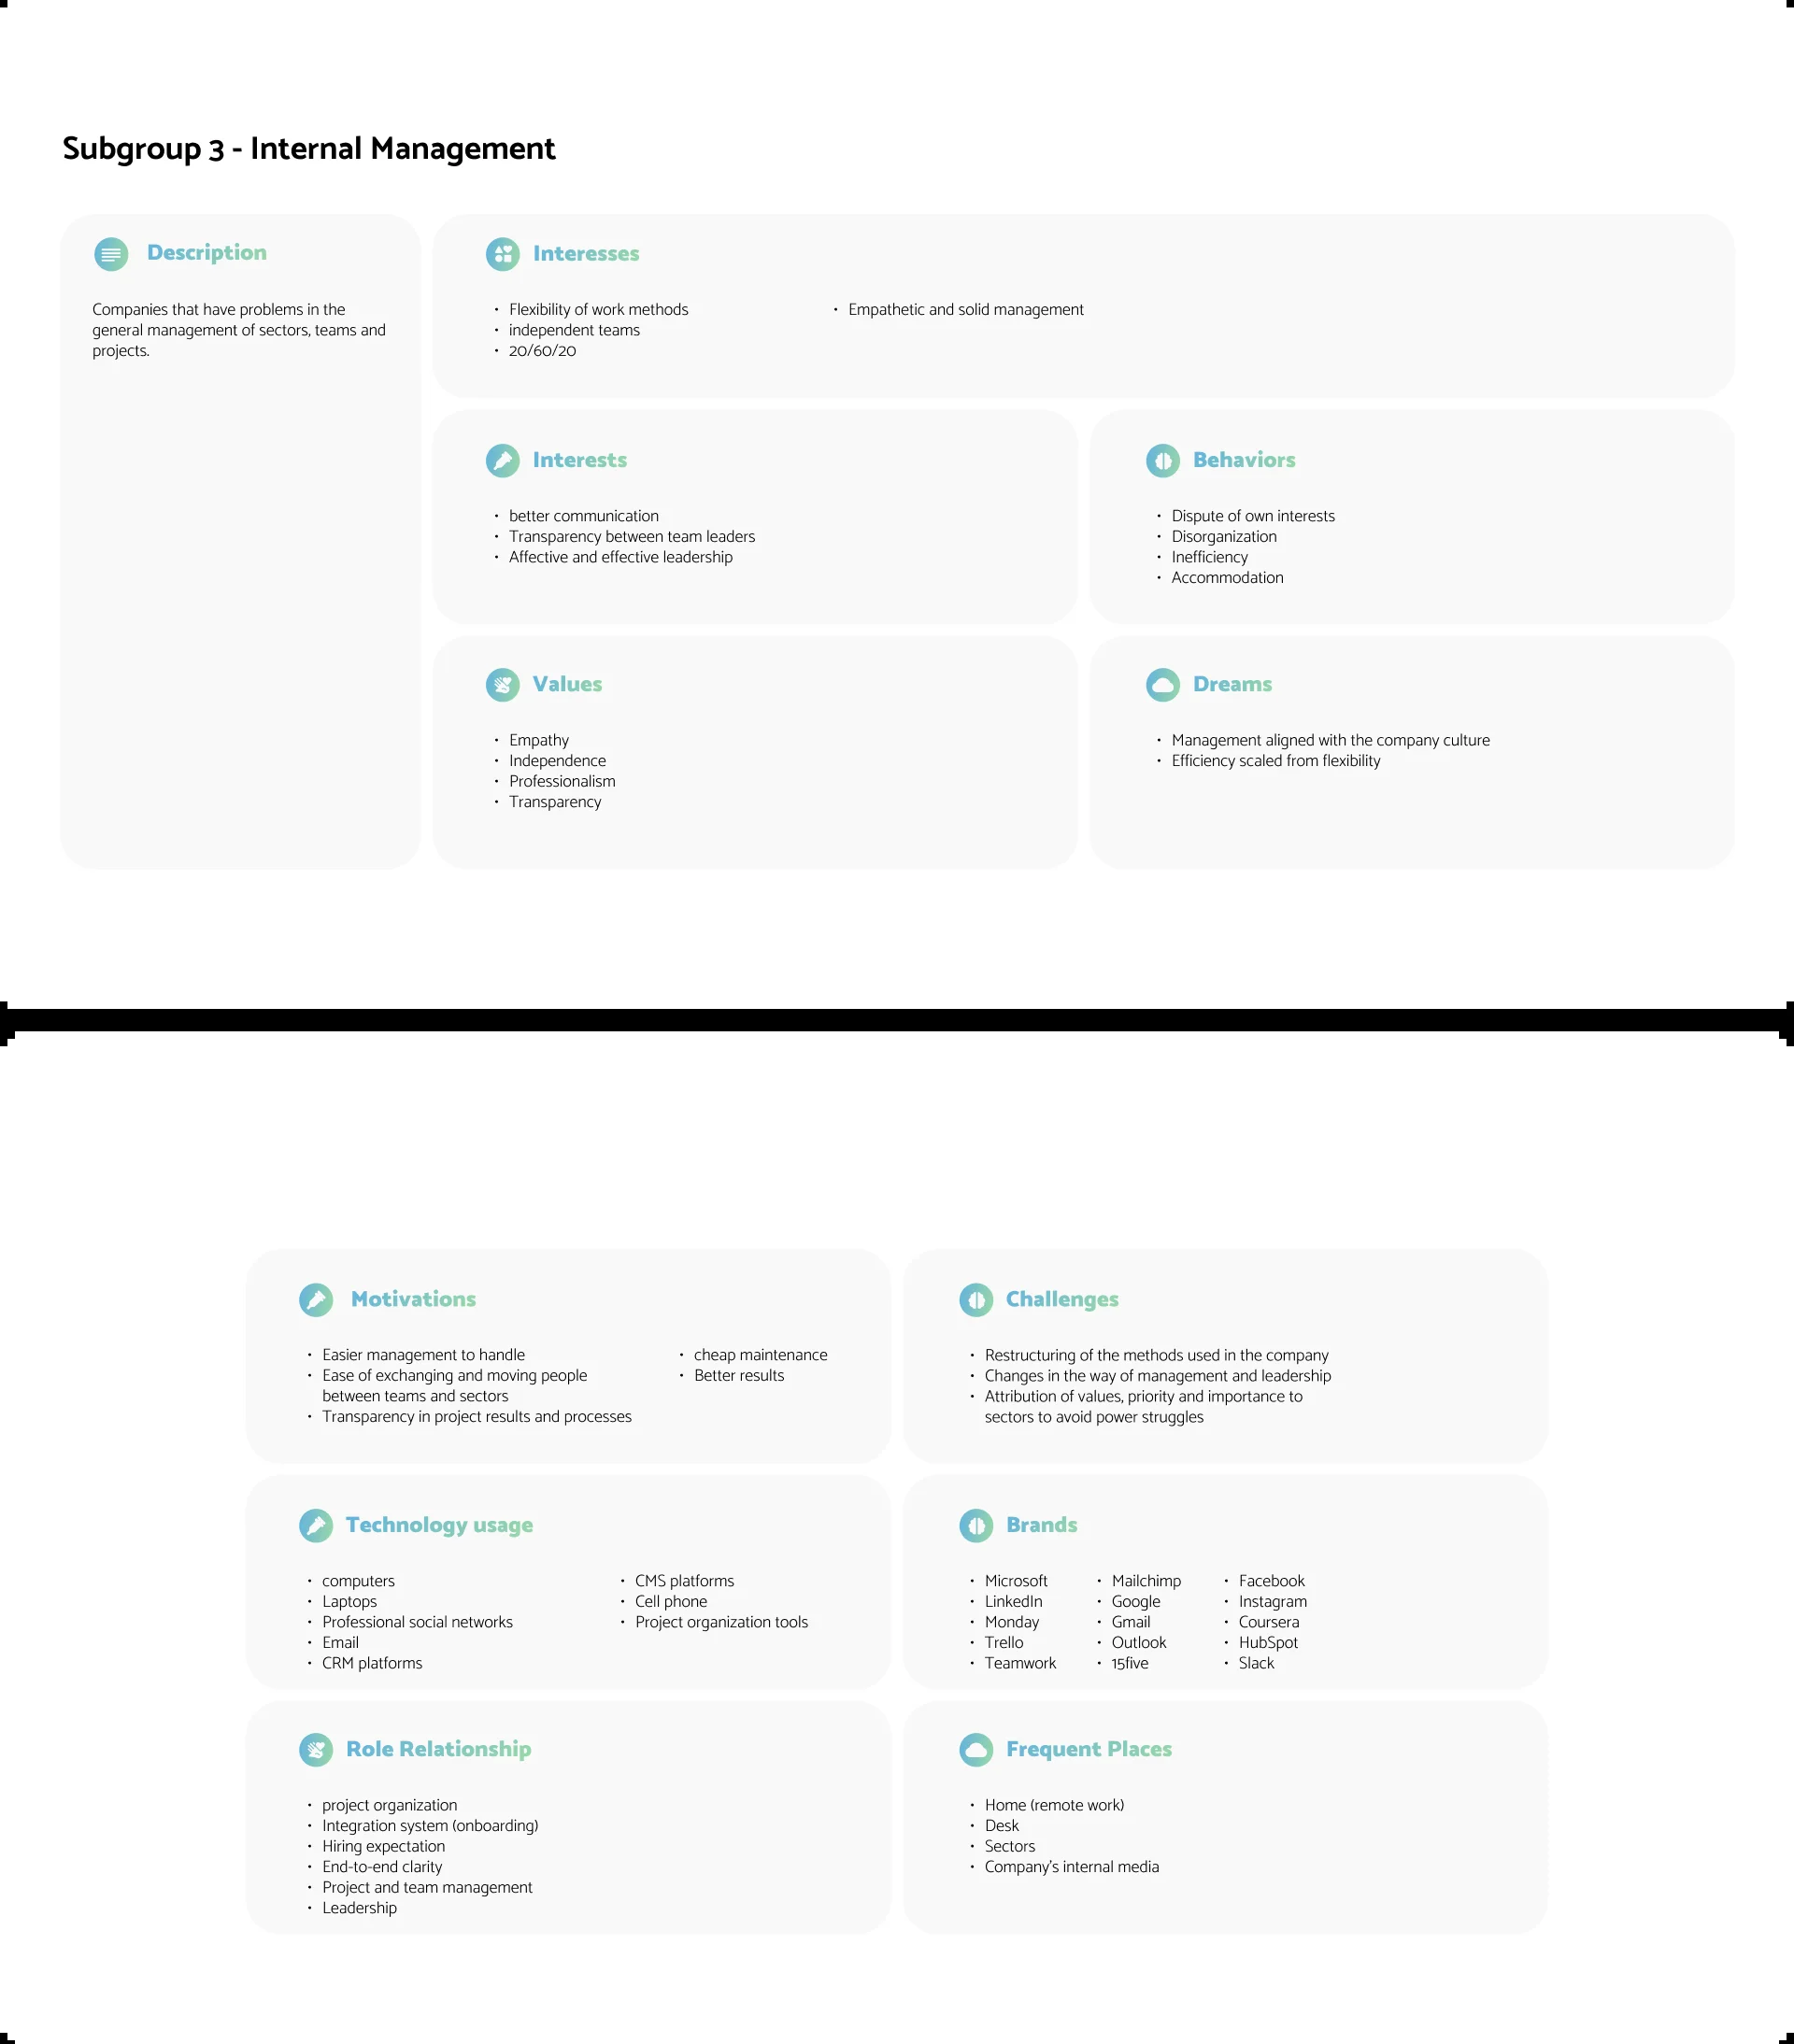 Subgroup 3 - Internal Management
Description
Companies that have problems in the
general management of sectors, teams and
projects.
Interesses
• Flexibility of work methods
• independent teams
• 20/60/20
• Empathetic and solid management
Interests
• better communication
• Transparency between team leaders
• Affective and effective leadership
Behaviors
• Dispute of own interests
• Disorganization
• Inefficiency
• Accommodation
Values
• Empathy
• Independence
• Professionalism
• Transparency
Dreams
• Management aligned with the company culture
• Efficiency scaled from flexibility
Motivations
• Easier management to handle
• Ease of exchanging and moving people
between teams and sectors
• Transparency in project results and processes
• cheap maintenance
• Better results
Challenges
• Restructuring of the methods used in the company
• Changes in the way of management and leadership
• Attribution of values, priority and importance to
sectors to avoid power struggles
Technology usage
• computers
• Laptops
• Professional social networks
• Email
• CRM platforms
• CMS platforms
• Cell phone
• Project organization tools
Brands
• Microsoft
• LinkedIn
• Monday
• Trello
• Teamwork
• Mailchimp
• Google
• Gmail
• Outlook
• 15five
• Facebook
• Instagram
• Coursera
• HubSpot
• Slack
Role Relationship
• project organization
• Integration system (onboarding)
• Hiring expectation
• End-to-end clarity
• Project and team management
• Leadership
Frequent Places
• Home (remote work)
• Desk
• Sectors
• Company's internal media